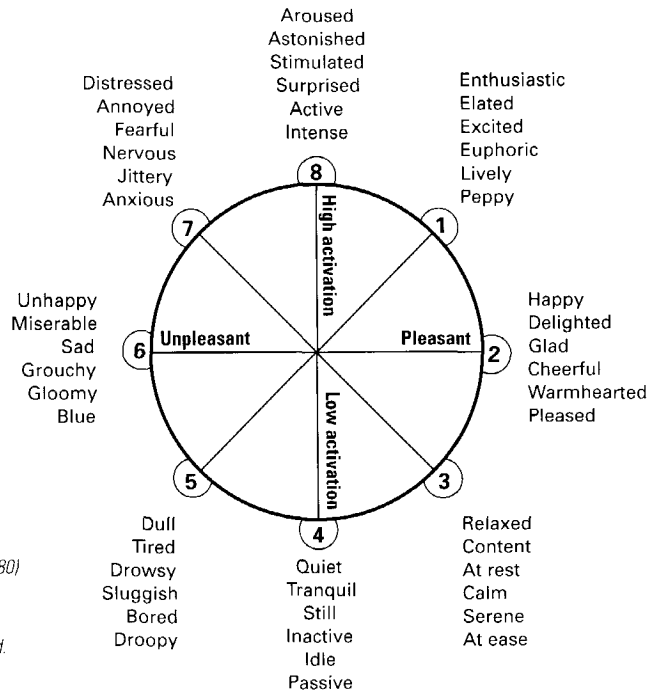 Aroused
Astonished
Stimulated
Surprised
Active
Intense
8
Distressed
Annoyed
Fearful
Nervous
Jittery
Anxious
7
Enthusiastic
Elated
Excited
Euphoric
Lively
Peppy
1
High activation
Unhappy
Miserable
Sad
Grouchy
Gloomy
Blue
6
Unpleasant
Pleasant
2
Happy
Delighted
Glad
Cheerful
Warmhearted
Pleased
Low activation
5
Dull
Tired
Drowsy
Sluggish
Bored
Droopy
4
Quiet
Tranquil
Still
Inactive
Idle
Passive
3
Relaxed
Content
At rest
Calm
Serene
At ease
80)